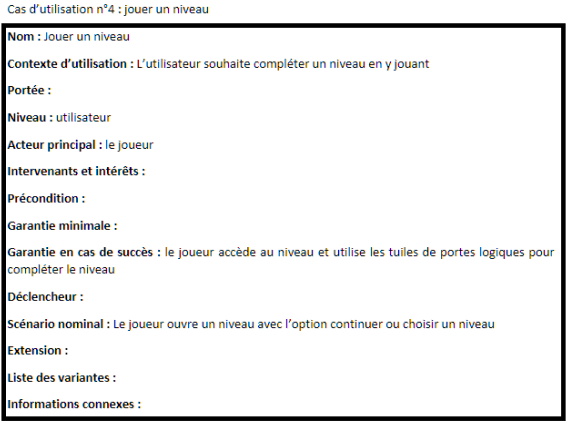 Cas d’utilisation n°4 : jouer un niveau
Nom : Jouer un niveau
Contexte d’utilisation : L’utilisateur souhaite compléter un niveau en y jouant
Portée :
Niveau : utilisateur
Acteur principal : le joueur
Intervenants et intérêts :
Précondition :
Garantie minimale :
Garantie en cas de succès : le joueur accède au niveau et utilise les tuiles de portes logiques pour
compléter le niveau
Déclencheur :
Scénario nominal : Le joueur ouvre un niveau avec l’option continuer ou choisir un niveau
Extension :
Liste des variantes :
Informations connexes :